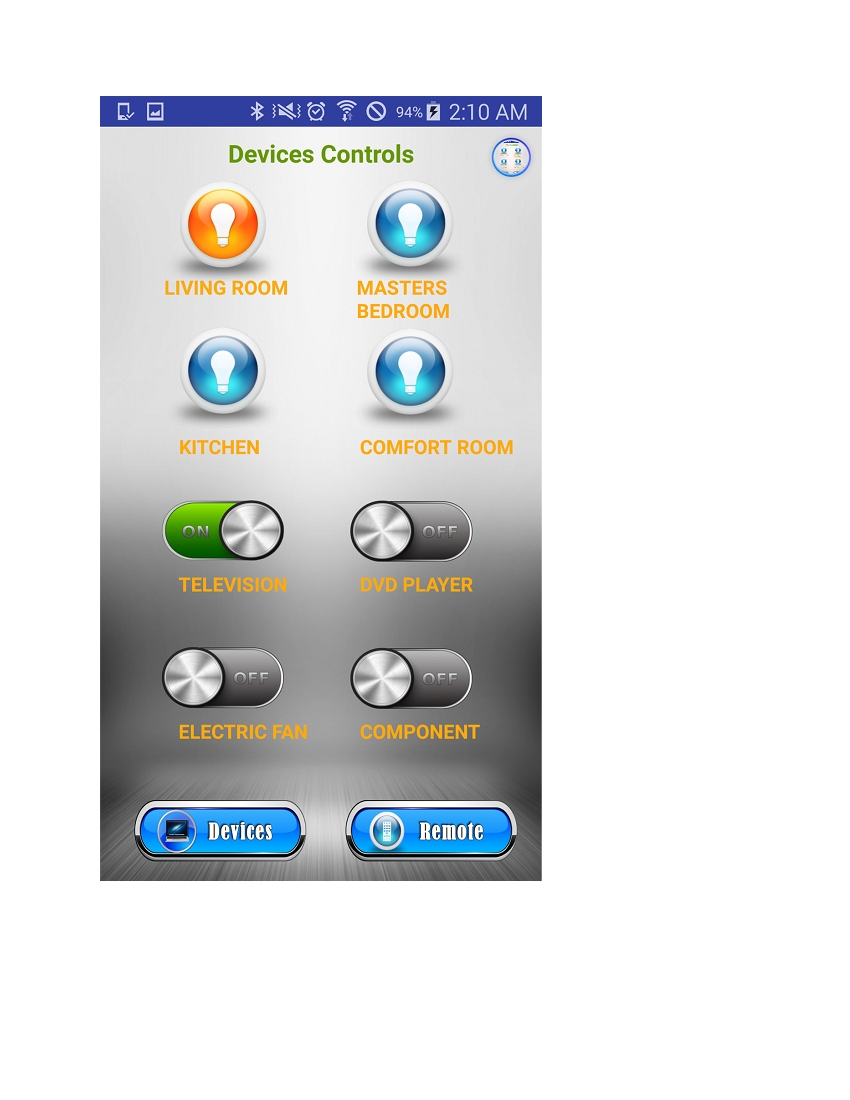 94% 2:10 AM
Devices Controls
LIVING ROOM
MASTERS
BEDROOM
KITCHEN
COMFORT ROOM
ON
OFF
TELEVISION
DVD PLAYER
OFF
OFF
ELECTRIC FAN
COMPONENT
Devices
Remote